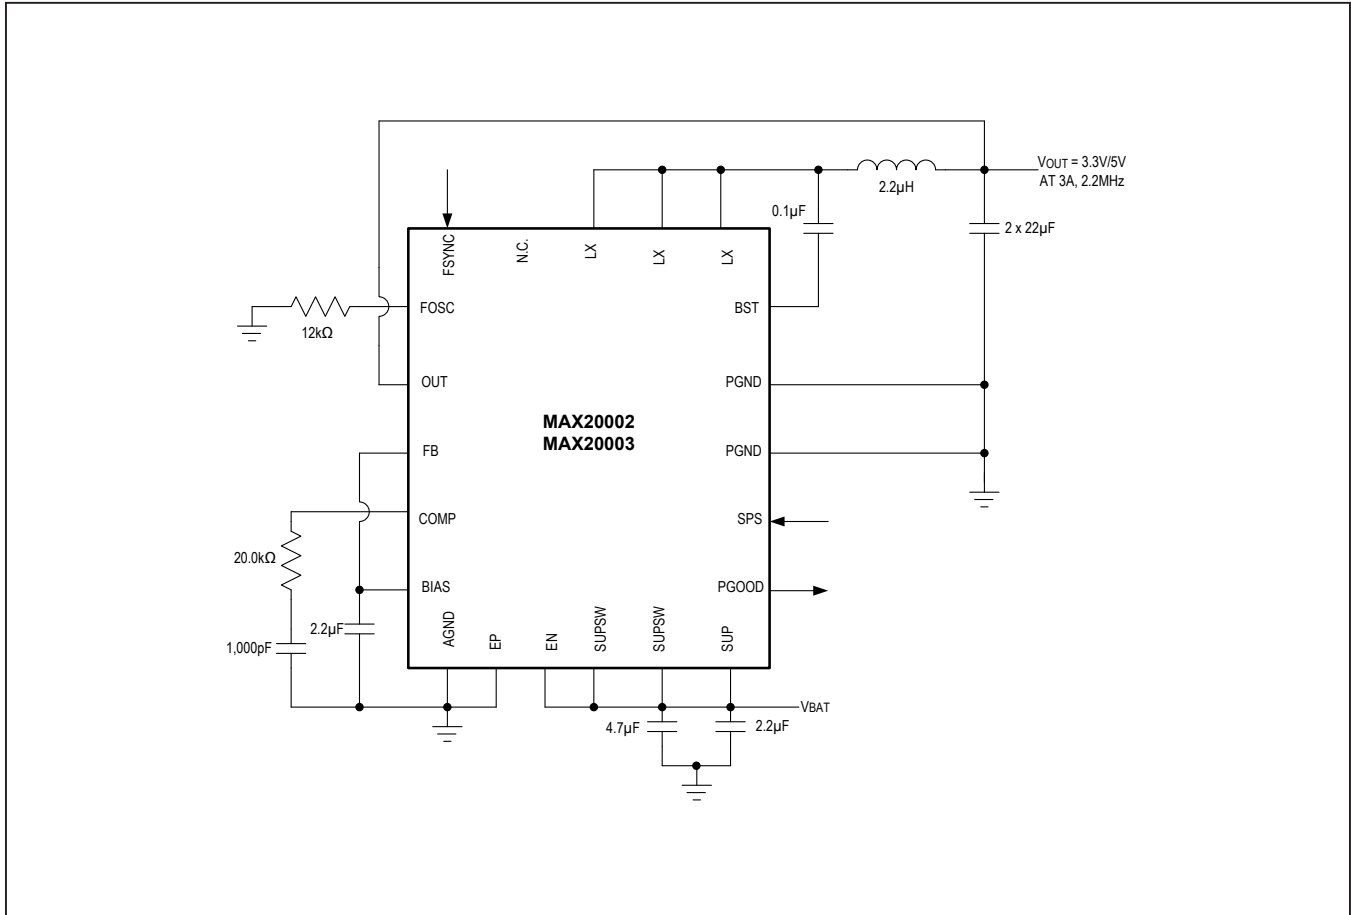 VOUT = 3.3V/5V
AT 3A, 2.2MHz
2.2µH
0.1µF
2 x 22µF
FSYNC
N.C.
LX
LX
LX
FOSC
BST
12kΩ
OUT
PGND
MAX20002
MAX20003
FB
PGND
COMP
SPS
20.0kΩ
BIAS
PGOOD
2.2µF
1,000pF
AGND
EP
EN
SUPSW
SUPSW
SUP
VBAT
4.7µF
2.2µF